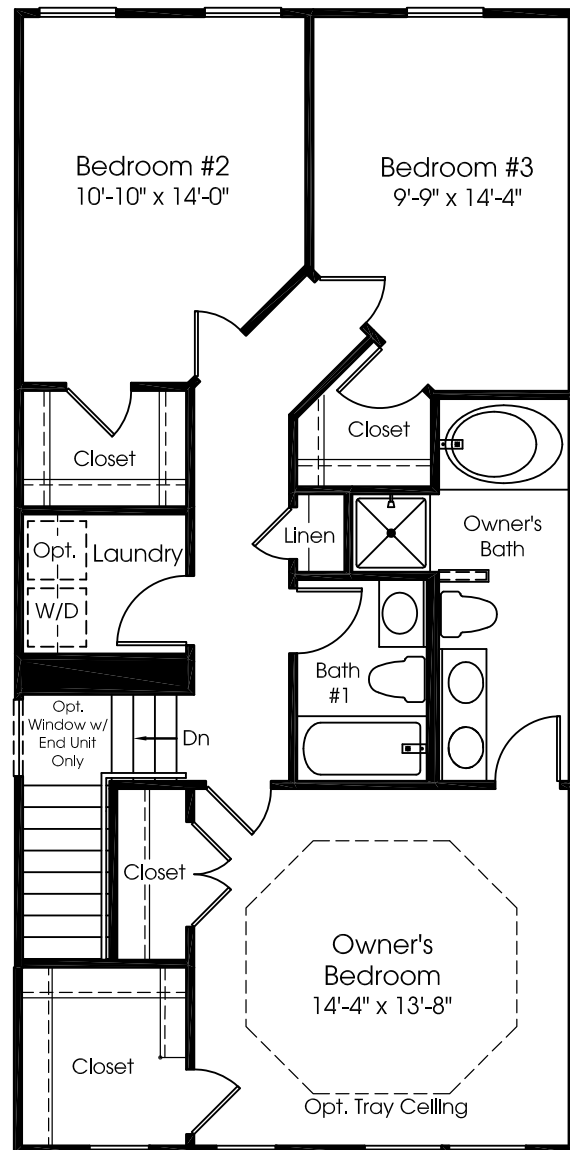 Bedroom #2
10'-10" x 14'-0"
Bedroom #3
9'-9" x 14'-4"
Closet
Closet
Linen
Owner's
Bath
Opt.
Laundry
W/D
Bath
#1
Opt.
Window w/
End Unit
Only
Dn
Closet
Owner's
Bedroom
14'-4" x 13'-8"
Closet
Opt. Tray Ceiling